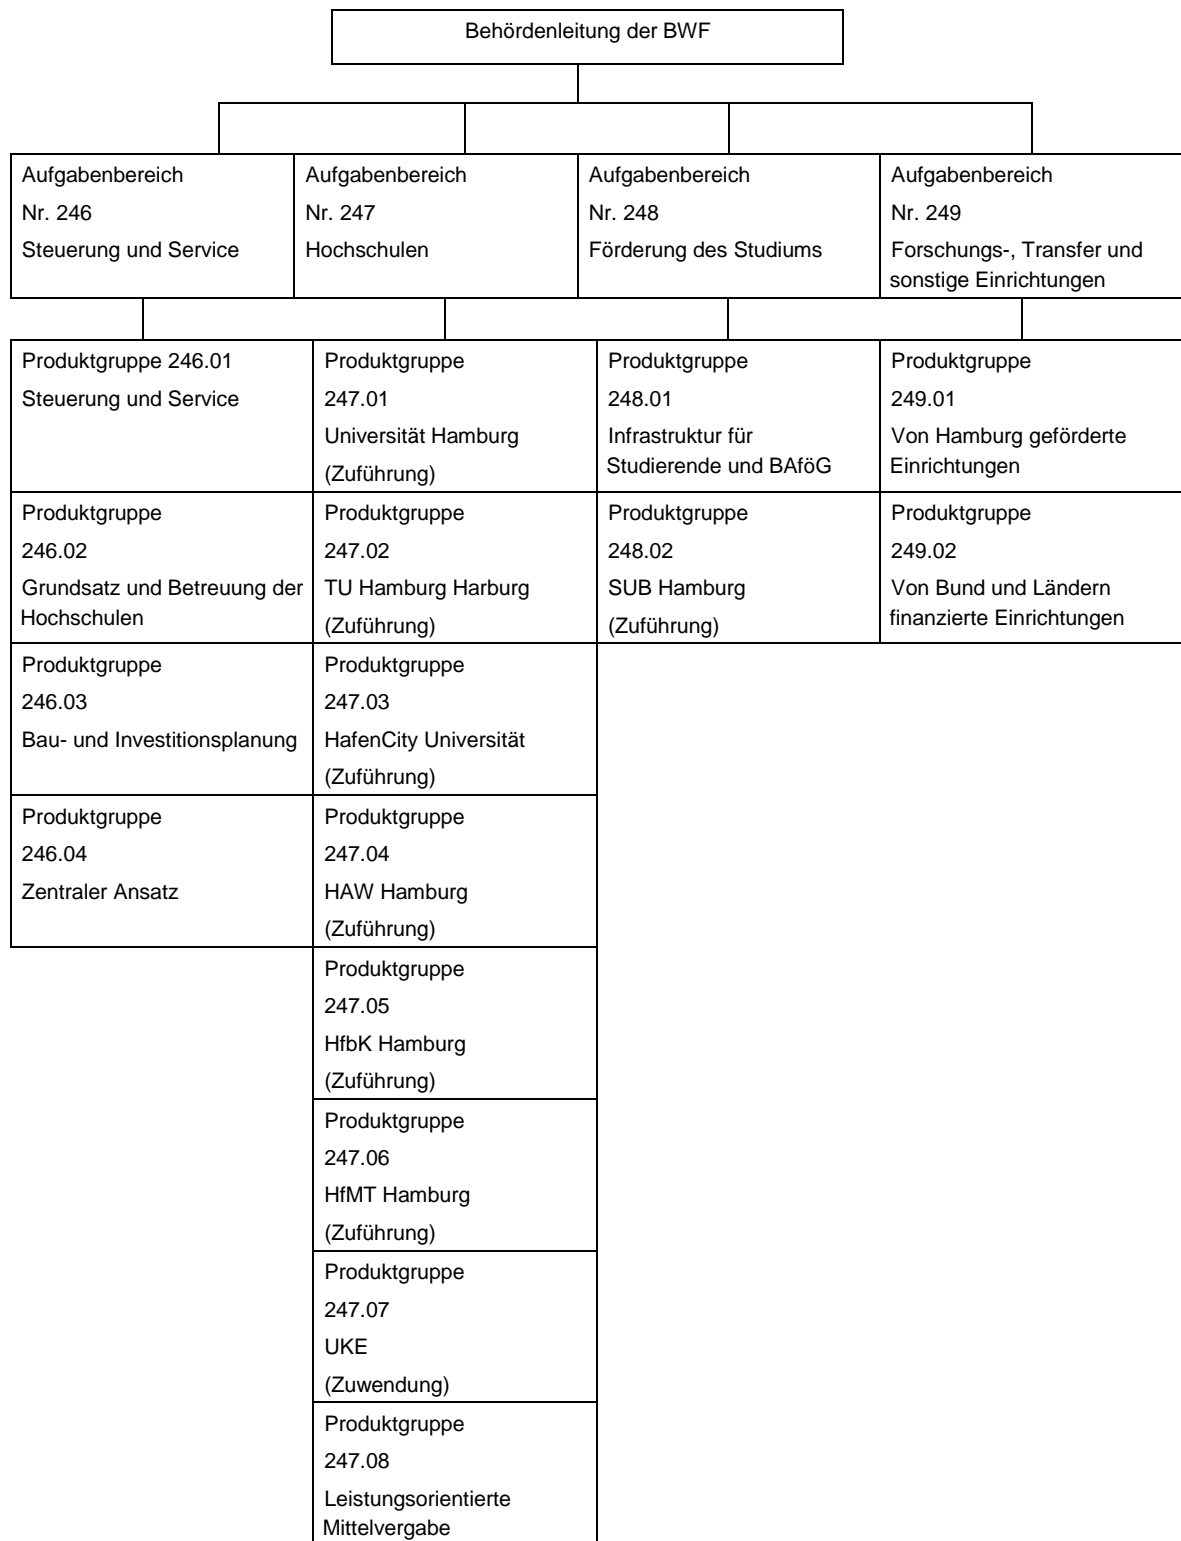 Behördenleitung der BWF
Aufgabenbereich
Nr. 246
Steuerung und Service
Aufgabenbereich
Nr. 247
Hochschulen
Aufgabenbereich
Nr. 248
Förderung des Studiums
Aufgabenbereich
Nr. 249
Forschungs-, Transfer und
sonstige Einrichtungen
Produktgruppe 246.01
Steuerung und Service
Produktgruppe
247.01
Universität Hamburg
(Zuführung)
Produktgruppe
248.01
Infrastruktur für
Studierende und BAföG
Produktgruppe
249.01
Von Hamburg geförderte
Einrichtungen
Produktgruppe
246.02
Grundsatz und Betreuung der
Hochschulen
Produktgruppe
247.02
TU Hamburg Harburg
(Zuführung)
Produktgruppe
248.02
SUB Hamburg
(Zuführung)
Produktgruppe
249.02
Von Bund und Ländern
finanzierte Einrichtungen
Produktgruppe
246.03
Bau- und Investitionsplanung
Produktgruppe
247.03
HafenCity Universität
(Zuführung)
Produktgruppe
246.04
Zentraler Ansatz
Produktgruppe
247.04
HAW Hamburg
(Zuführung)
Produktgruppe
247.05
HfbK Hamburg
(Zuführung)
Produktgruppe
247.06
HfMT Hamburg
(Zuführung)
Produktgruppe
247.07
UKE
(Zuwendung)
Produktgruppe
247.08
Leistungsorientierte
Mittelvergabe